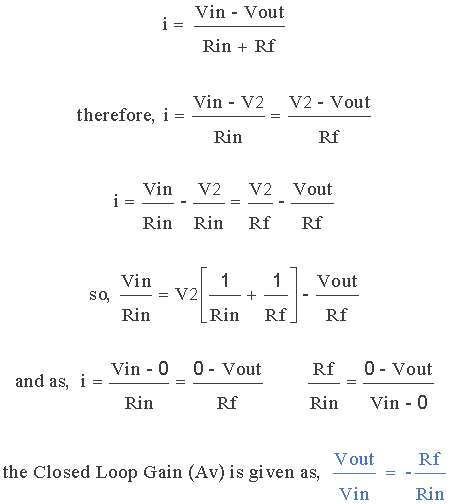 i = (Vin - Vout) / (Rin + Rf)
therefore, i = (Vin - V2) / Rin = (V2 - Vout) / Rf
i = Vin / Rin - V2 / Rin = V2 / Rf - Vout / Rf
so, Vin / Rin = V2 [ 1 / Rin + 1 / Rf ] - Vout / Rf
and as, i = (Vin - 0) / Rin = (0 - Vout) / Rf    Rf / Rin = (0 - Vout) / (Vin - 0)
the Closed Loop Gain (Av) is given as, Vout / Vin = - Rf / Rin